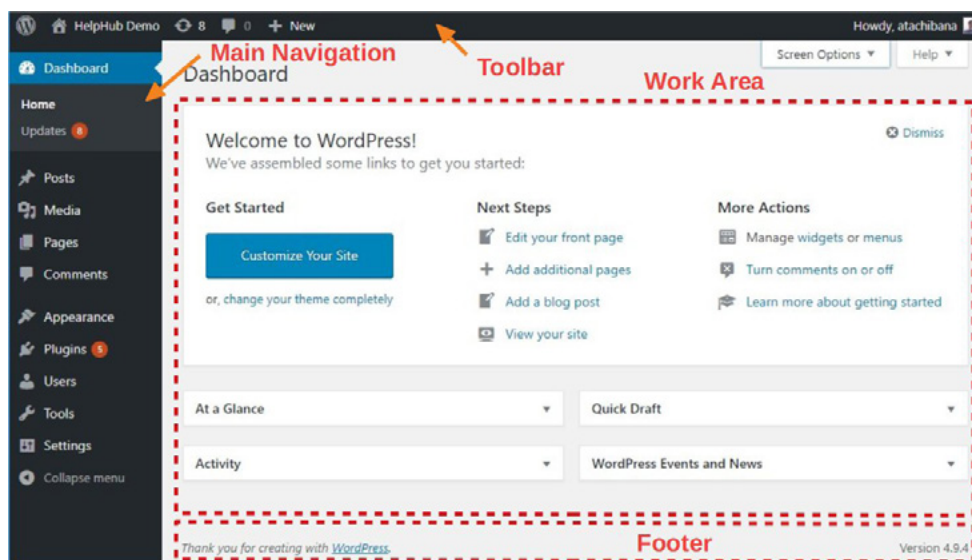 HelpHub Demo 8 0 + New Howdy, atachibana
Main Navigation
Toolbar
Screen Options ▼ Help ▼
Dashboard
Dashboard
Work Area
Home
Updates 8
Posts
Media
Pages
Comments
Appearance
Plugins 5
Users
Tools
Settings
Collapse menu
Welcome to WordPress!
Dismiss
We've assembled some links to get you started:
Get Started
Customize Your Site
or, change your theme completely
Next Steps
Edit your front page
Add additional pages
Add a blog post
View your site
More Actions
Manage widgets or menus
Turn comments on or off
Learn more about getting started
At a Glance
Quick Draft
Activity
WordPress Events and News
Footer
Thank you for creating with WordPress.
Version 4.9.4